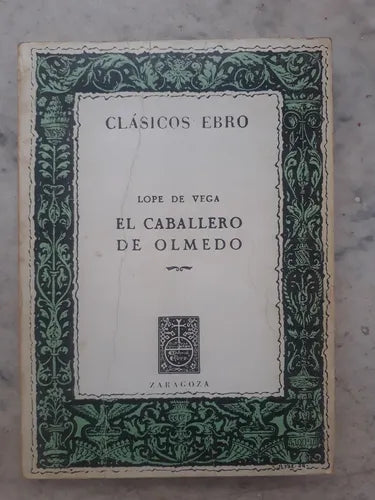 CLÁSICOS EBRO
LOPE DE VEGA
EL CABALLERO
DE OLMEDO
ZARAGOZA